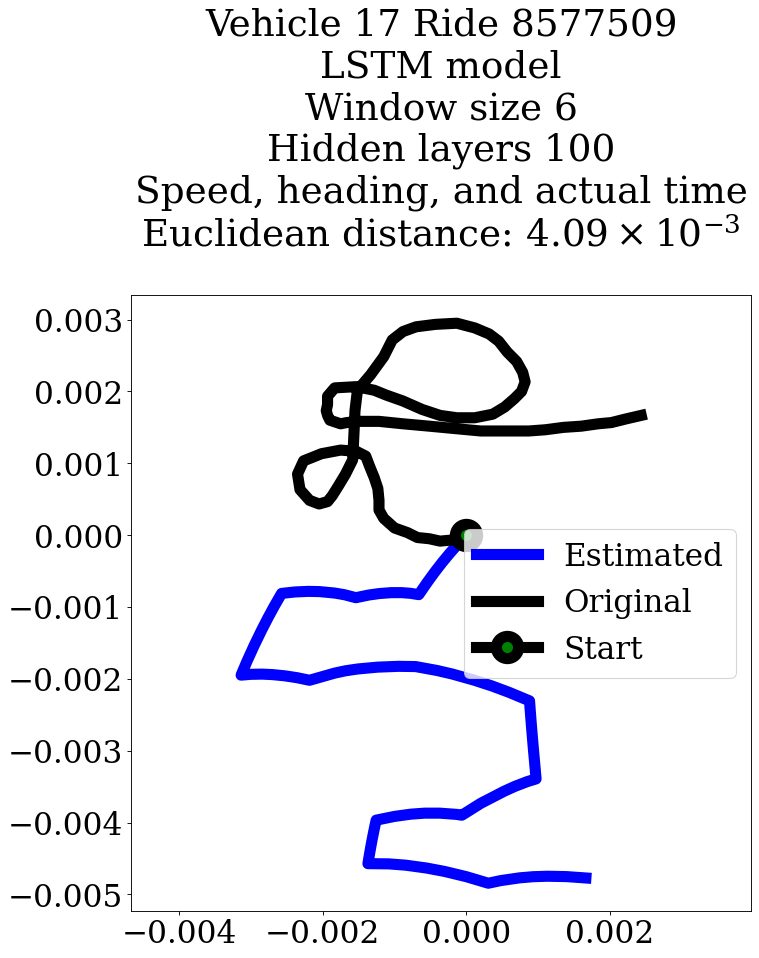 Vehicle 17 Ride 8577509
LSTM model
Window size 6
Hidden layers 100
Speed, heading, and actual time
Euclidean distance: 4.09 × 10⁻³
0.003
0.002
0.001
0.000
−0.001
−0.002
−0.003
−0.004
−0.005
Estimated
Original
Start
−0.004 −0.002 0.000 0.002